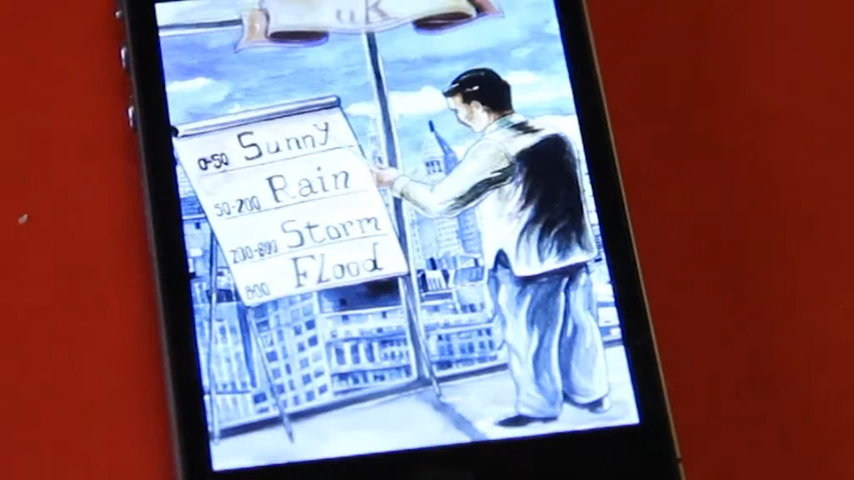 uk
0-50 Sunny
50-200 Rain
200-800 Storm
800 Flood